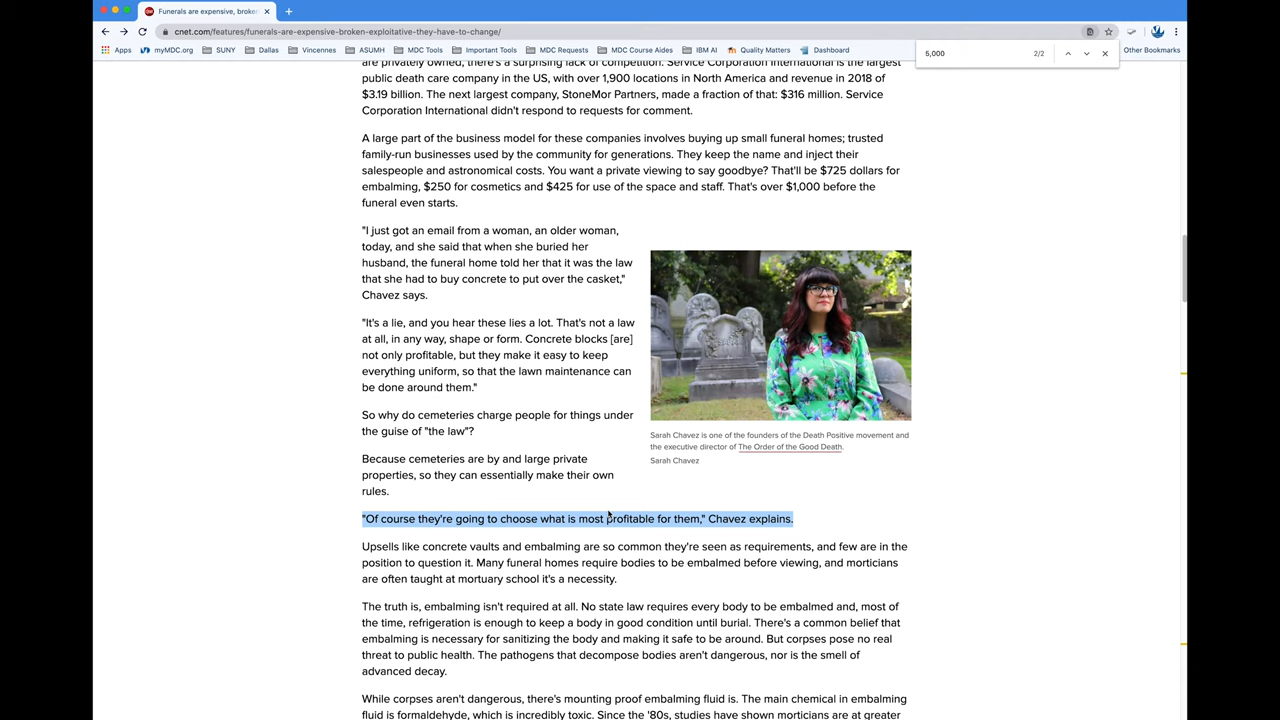 Funerals are expensive, broke
cnet.com/features/funerals-are-expensive-broken-exploitative-they-have-to-change/
Apps myMDC.org SUNY Dallas Vincennes ASUMH MDC Tools Important Tools MDC Requests MDC Course Aides IBM AI Quality Matters Dashboard Other Bookmarks
5,000 2/2
are privately owned, there's a surprising lack of competition. Service Corporation International is the largest
public death care company in the US, with over 1,900 locations in North America and revenue in 2018 of
$3.19 billion. The next largest company, StoneMor Partners, made a fraction of that: $316 million. Service
Corporation International didn't respond to requests for comment.
A large part of the business model for these companies involves buying up small funeral homes; trusted
family-run businesses used by the community for generations. They keep the name and inject their
salespeople and astronomical costs. You want a private viewing to say goodbye? That'll be $725 dollars for
embalming, $250 for cosmetics and $425 for use of the space and staff. That's over $1,000 before the
funeral even starts.
"I just got an email from a woman, an older woman,
today, and she said that when she buried her
husband, the funeral home told her that it was the law
that she had to buy concrete to put over the casket,"
Chavez says.
"It's a lie, and you hear these lies a lot. That's not a law
at all, in any way, shape or form. Concrete blocks [are]
not only profitable, but they make it easy to keep
everything uniform, so that the lawn maintenance can
be done around them."
So why do cemeteries charge people for things under
the guise of "the law"?
Because cemeteries are by and large private
properties, so they can essentially make their own
rules.
Sarah Chavez is one of the founders of the Death Positive movement and
the executive director of The Order of the Good Death.
Sarah Chavez
"Of course they're going to choose what is most profitable for them," Chavez explains.
Upsells like concrete vaults and embalming are so common they're seen as requirements, and few are in the
position to question it. Many funeral homes require bodies to be embalmed before viewing, and morticians
are often taught at mortuary school it's a necessity.
The truth is, embalming isn't required at all. No state law requires every body to be embalmed and, most of
the time, refrigeration is enough to keep a body in good condition until burial. There's a common belief that
embalming is necessary for sanitizing the body and making it safe to be around. But corpses pose no real
threat to public health. The pathogens that decompose bodies aren't dangerous, nor is the smell of
advanced decay.
While corpses aren't dangerous, there's mounting proof embalming fluid is. The main chemical in embalming
fluid is formaldehyde, which is incredibly toxic. Since the '80s, studies have shown morticians are at greater